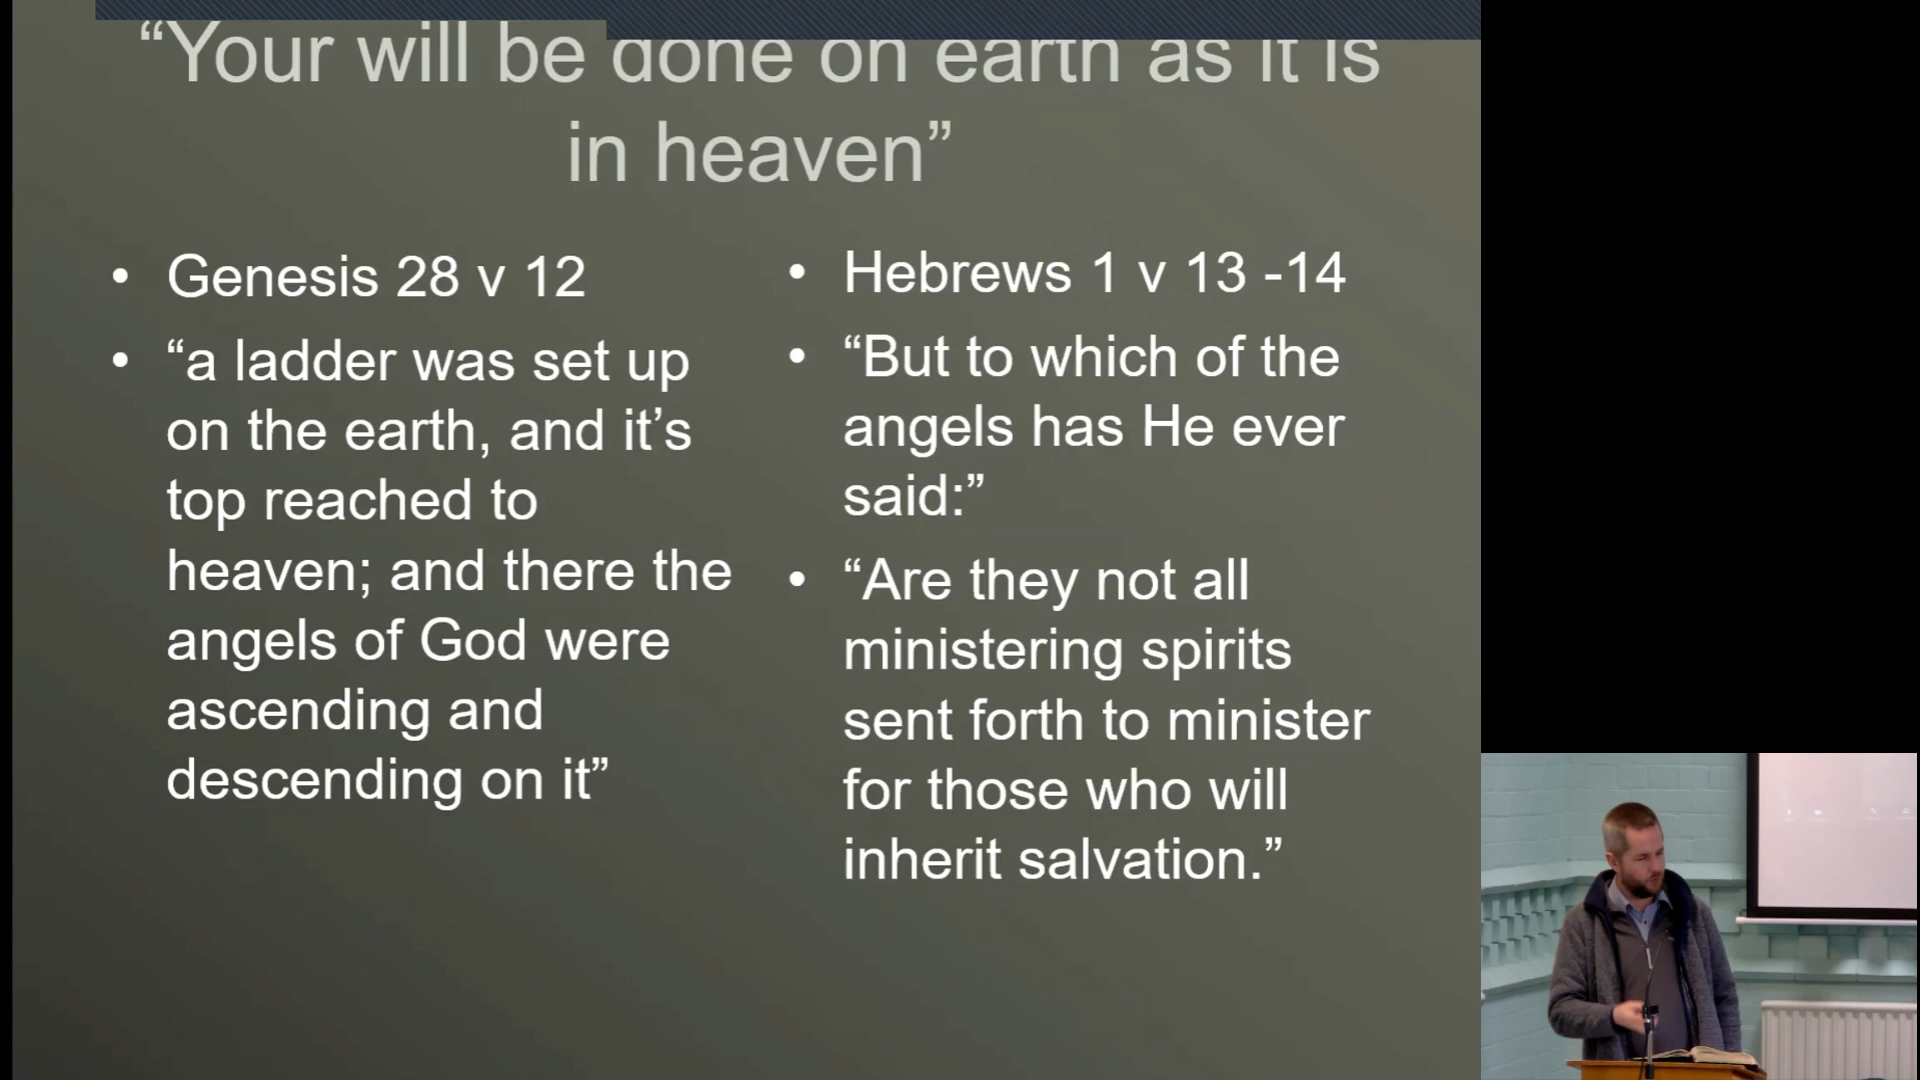 “Your will be done on earth as it is
in heaven”
• Genesis 28 v 12
• “a ladder was set up
on the earth, and it’s
top reached to
heaven; and there the
angels of God were
ascending and
descending on it”
• Hebrews 1 v 13 -14
• “But to which of the
angels has He ever
said:”
• “Are they not all
ministering spirits
sent forth to minister
for those who will
inherit salvation.”